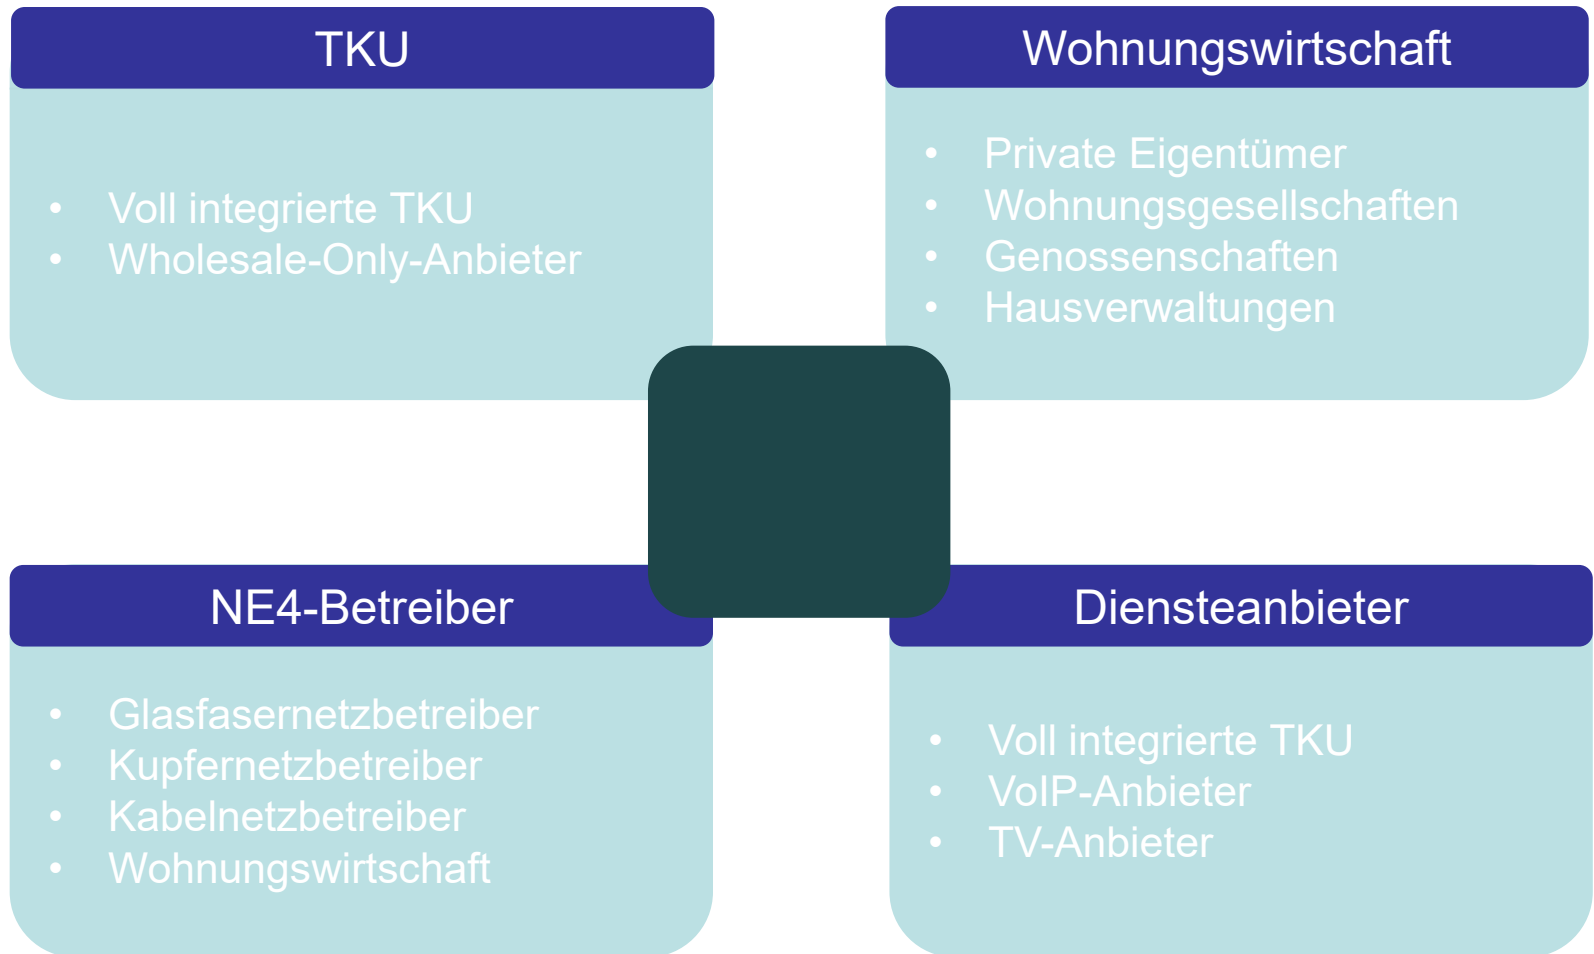 TKU
• Voll integrierte TKU
• Wholesale-Only-Anbieter
Wohnungswirtschaft
• Private Eigentümer
• Wohnungsgesellschaften
• Genossenschaften
• Hausverwaltungen
NE4-Betreiber
• Glasfasernetzbetreiber
• Kupfernetzbetreiber
• Kabelnetzbetreiber
• Wohnungswirtschaft
Diensteanbieter
• Voll integrierte TKU
• VoIP-Anbieter
• TV-Anbieter